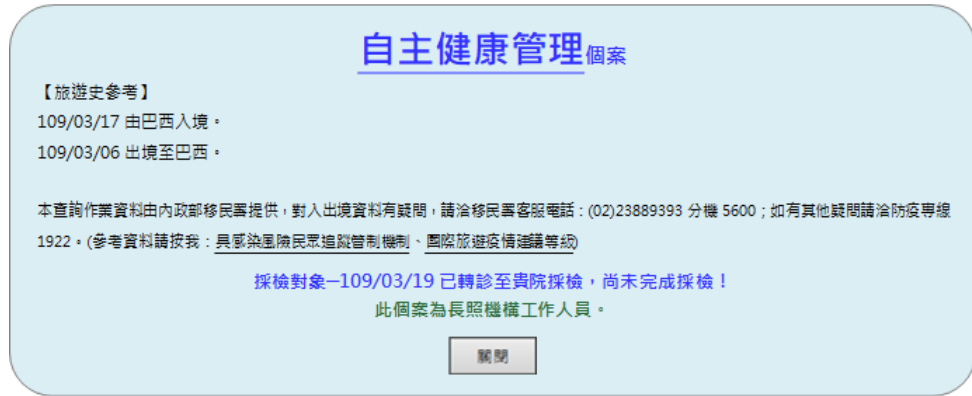 自主健康管理個案
【旅遊史參考】
109/03/17 由巴西入境。
109/03/06 出境至巴西。
本查詢作業資料由內政部移民署提供，對入出境資料有疑問，請洽移民署客服電話：(02)23889393 分機 5600；如有其他疑問請洽防疫專線
1922。(參考資料請按我：具感染風險民眾追蹤管制機制、國際旅遊疫情建議等級)
採檢對象—109/03/19 已轉診至貴院採檢，尚未完成採檢！
此個案為長照機構工作人員。
關閉